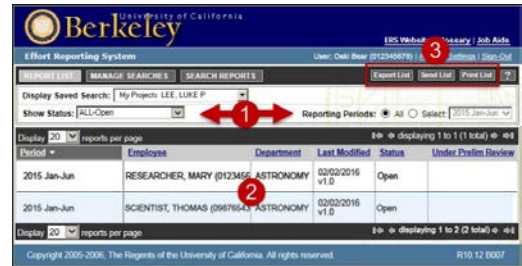 University of California
Berkeley
ERS Website Glossary | Job Aids
3
Effort Reporting System
User: Oski Bear (012345678) | Settings | Sign-Out
REPORT LIST MANAGE SEARCHES SEARCH REPORTS Export List Send List Print List ?
Display Saved Search: My Projects LEE, LUKE P
Show Status: ALL-Open 1 Reporting Periods: All Select: 2015 Jan-Jun
Display 20 reports per page displaying 1 to 1 (1 total)
Period Employee Department Last Modified Status Under Prelim Review
2015 Jan-Jun RESEARCHER, MARY (0123456 ASTRONOMY 02/02/2016 v1.0 Open
2
2015 Jan-Jun SCIENTIST, THOMAS (09876543 ASTRONOMY 02/02/2016 v1.0 Open
Display 20 reports per page displaying 1 to 2 (2 total)
Copyright 2005-2006, The Regents of the University of California. All rights reserved. R10.12 B007